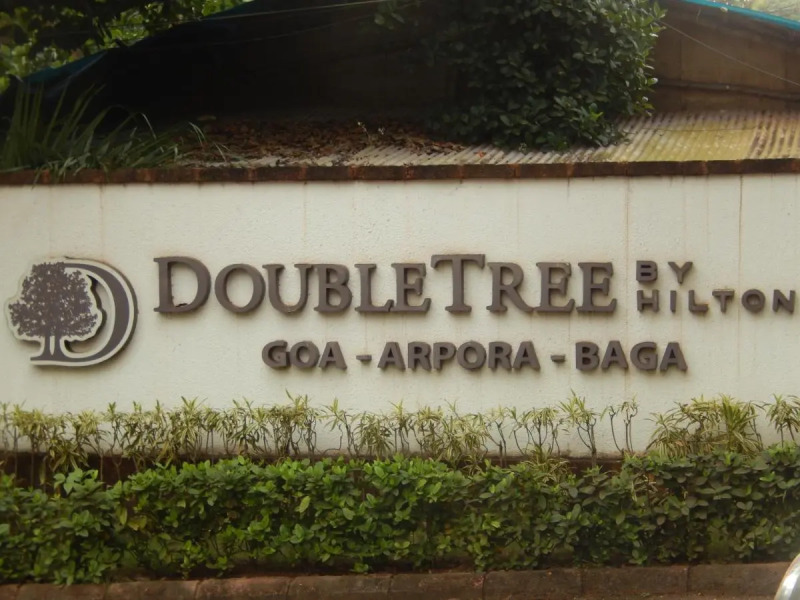 DOUBLETREE BY HILTON
GOA - ARPORA - BAGA